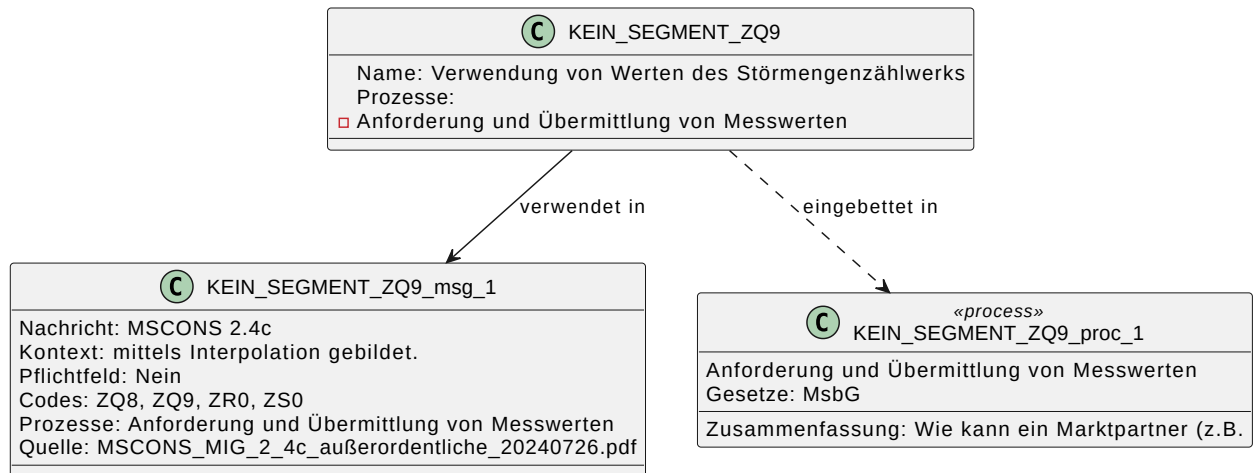 C KEIN_SEGMENT_ZQ9
Name: Verwendung von Werten des Störmengenzählwerks
Prozesse:
Anforderung und Übermittlung von Messwerten
verwendet in
eingebettet in
C KEIN_SEGMENT_ZQ9_msg_1
Nachricht: MSCONS 2.4c
Kontext: mittels Interpolation gebildet.
Pflichtfeld: Nein
Codes: ZQ8, ZQ9, ZR0, ZS0
Prozesse: Anforderung und Übermittlung von Messwerten
Quelle: MSCONS_MIG_2_4c_außerordentliche_20240726.pdf
«process»
C KEIN_SEGMENT_ZQ9_proc_1
Anforderung und Übermittlung von Messwerten
Gesetze: MsbG
Zusammenfassung: Wie kann ein Marktpartner (z.B.